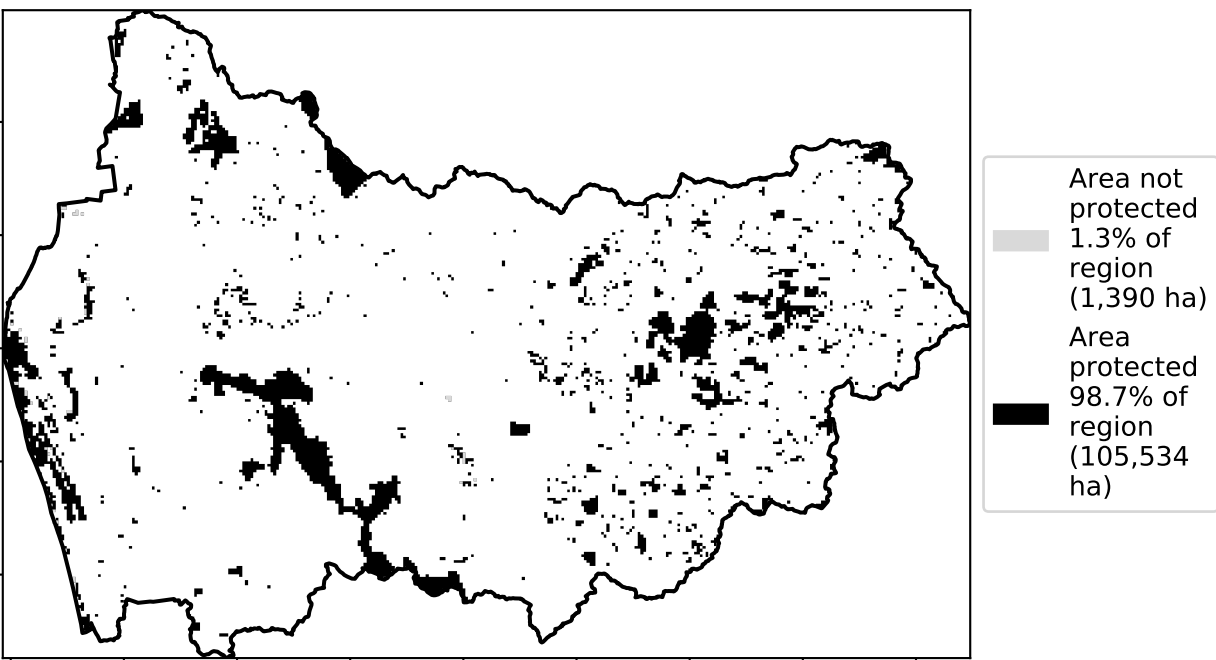 Area not
protected
1.3% of
region
(1,390 ha)
Area
protected
98.7% of
region
(105,534
ha)